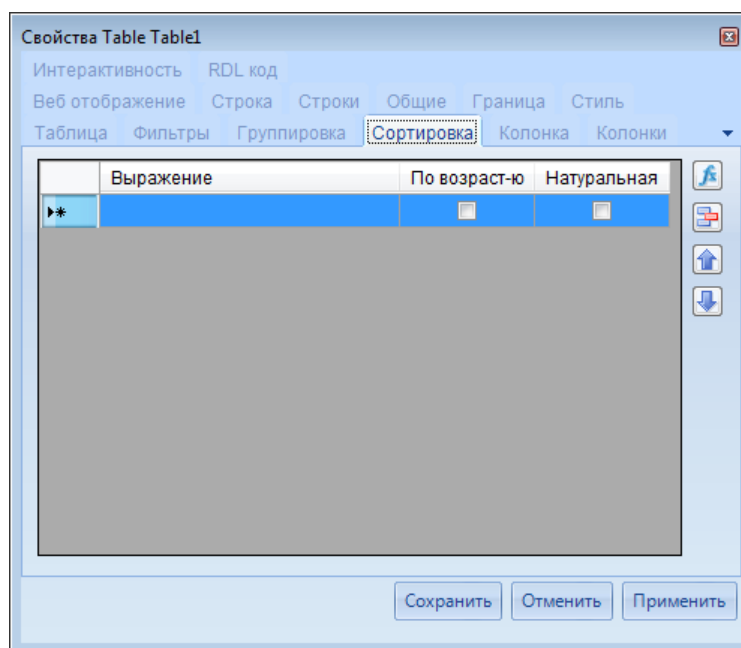 Свойства Table Table1
Интерактивность RDL код
Веб отображение Строка Строки Общие Граница Стиль
Таблица Фильтры Группировка Сортировка Колонка Колонки
Выражение По возраст-ю Натуральная
fx
Сохранить Отменить Применить